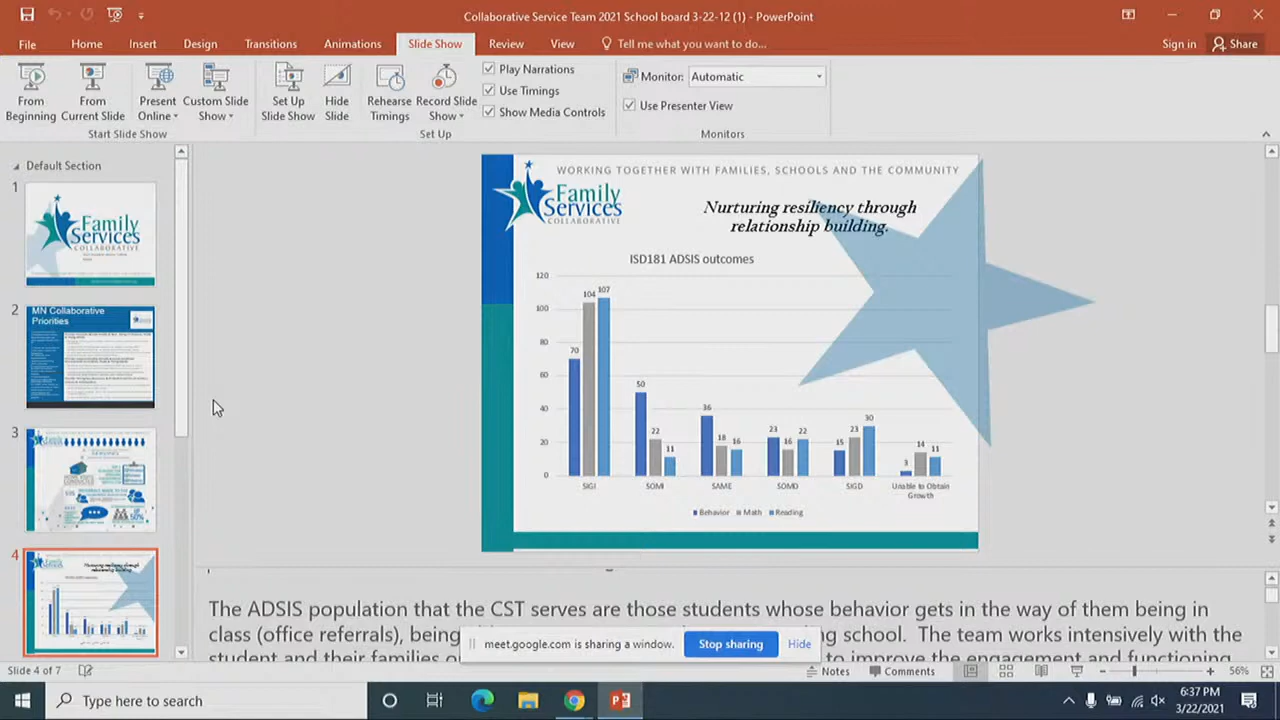 Collaborative Service Team 2021 School board 3-22-12 (1) - PowerPoint
File Home Insert Design Transitions Animations Slide Show Review View Tell me what you want to do... Sign in Share
From Beginning
From Current Slide
Present Online
Custom Slide Show
Start Slide Show
Set Up Slide Show
Hide Slide
Rehearse Timings
Record Slide Show
Play Narrations
Use Timings
Show Media Controls
Set Up
Monitor: Automatic
Use Presenter View
Monitors
Default Section
1
Family
Services
COLLABORATIVE
2
MN Collaborative
Priorities
3
4
WORKING TOGETHER WITH FAMILIES, SCHOOLS AND THE COMMUNITY
Family
Services
COLLABORATIVE
Nurturing resiliency through
relationship building.
ISD181 ADSIS outcomes
120
100
80
60
40
20
0
70 104 107
50 22 11
36 18 16
23 16 22
15 23 30
3 14 11
SIGI SOMI SAME SOMD SIGD Unable to Obtain
Growth
Behavior Math Reading
The ADSIS population that the CST serves are those students whose behavior gets in the way of them being in
class (office referrals), being school. The team works intensively with the
student and their families to improve the engagement and functioning
meet.google.com is sharing a window. Stop sharing Hide
Slide 4 of 7 Notes Comments 56%
Type here to search
6:37 PM
3/22/2021